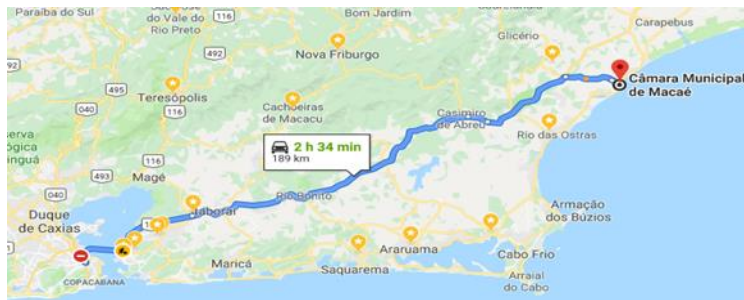 Paraíba do Sul
do Vale do
Rio Preto
116
Bom Jardim
492
Glicério
Carapebus
Nova Friburgo
492
Câmara Municipal
de Macaé
040
495
Teresópolis
116
Cachoeiras
de Macacu
Casimiro
de Abreu
Rio das Ostras
2 h 34 min
189 km
116
493
Magé
040
Rio Bonito
Armação
dos Búzios
Duque
de Caxias
Itaboraí
Araruama
Cabo Frio
Maricá
Saquarema
Arraial
do Cabo
COPACABANA